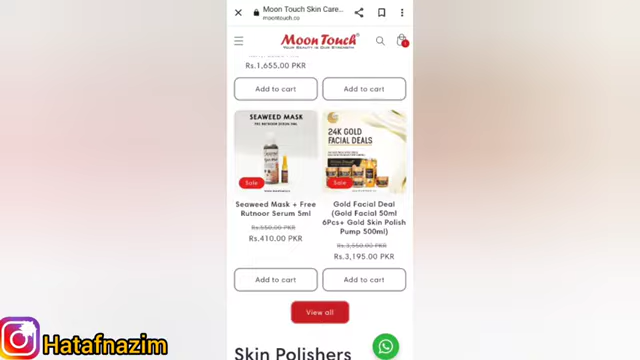 Moon Touch Skin Care...
moontouch.co
Moon Touch
YOUR BEAUTY IS OUR STRENGTH
Rs.1,655.00 PKR
Add to cart
Add to cart
SEAWEED MASK
Sale
24K GOLD
FACIAL DEALS
Sale
Seaweed Mask + Free
Rutnoor Serum 5ml
Rs.550.00 PKR
Rs.410.00 PKR
Gold Facial Deal
(Gold Facial 50ml
6Pcs+ Gold Skin Polish
Pump 500ml)
Rs.3,550.00 PKR
Rs.3,195.00 PKR
Add to cart
Add to cart
View all
Skin Polishers
Hatafnazim